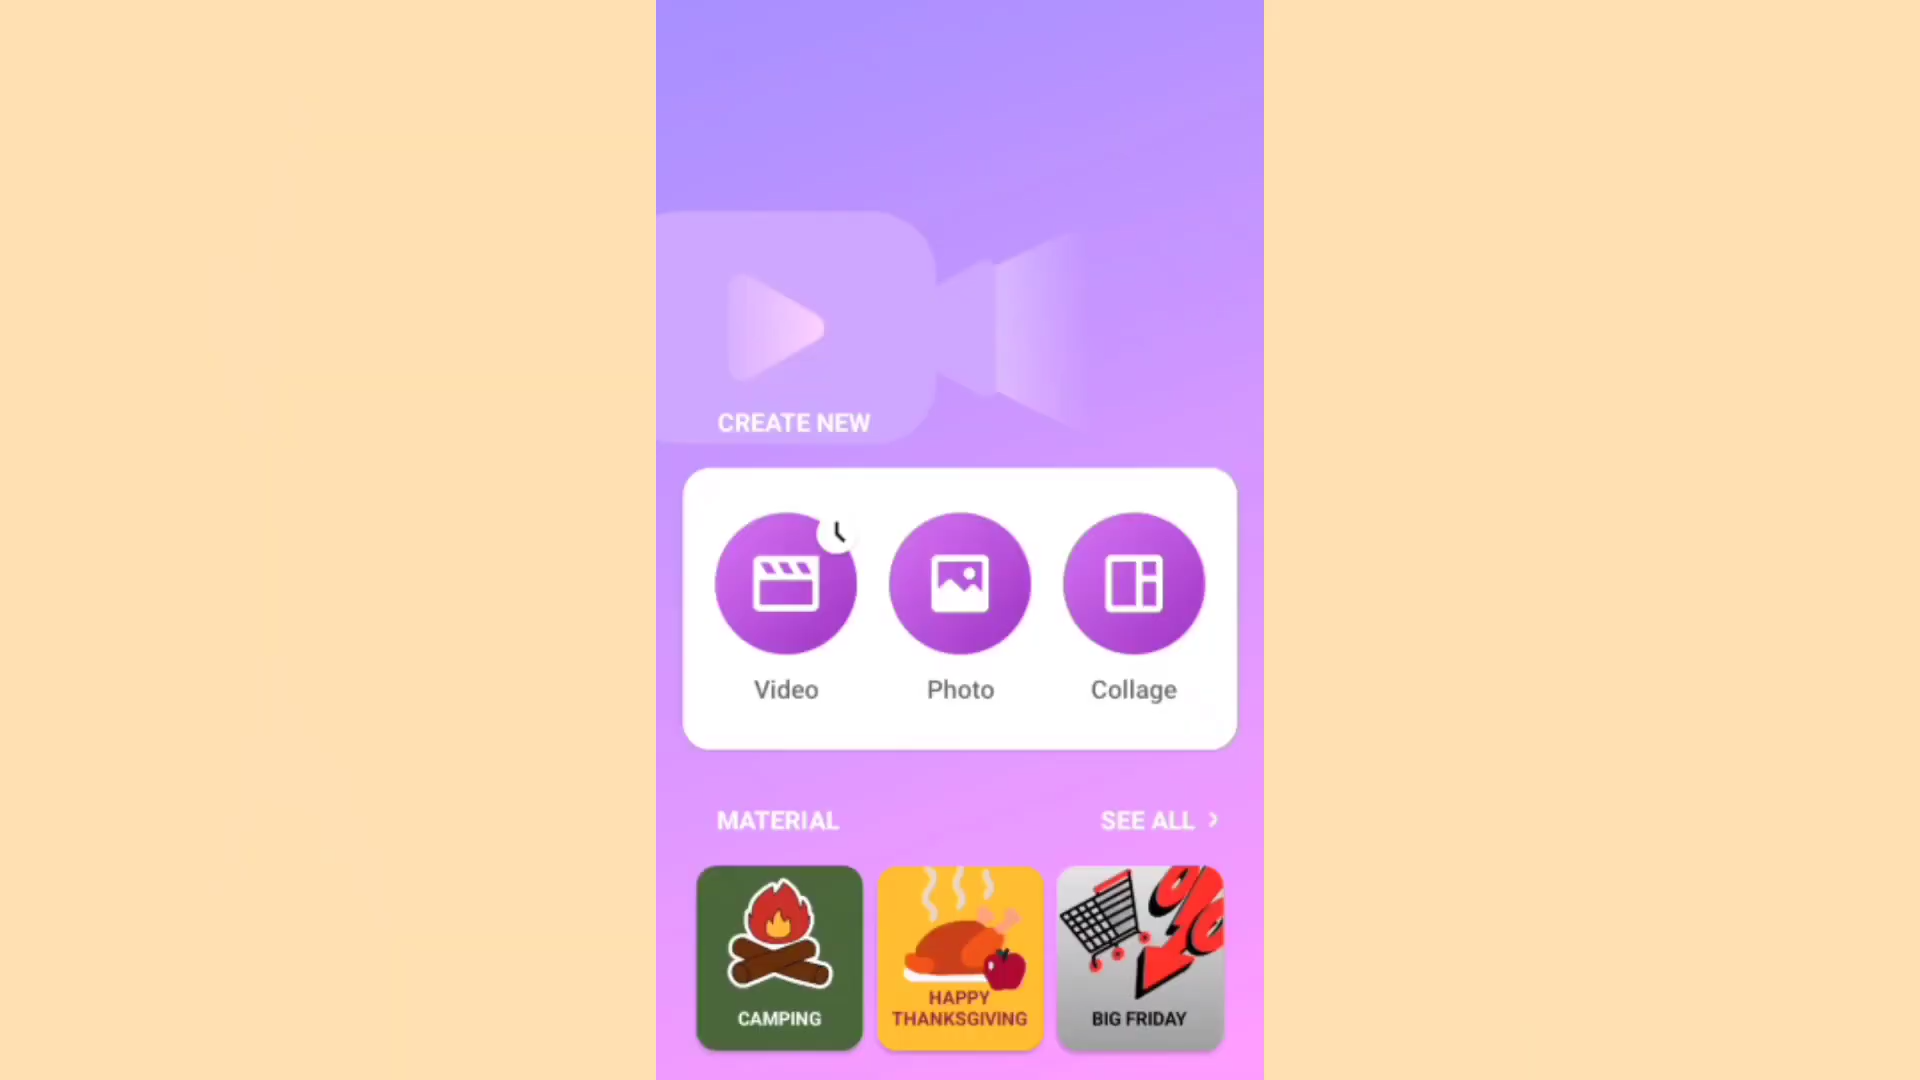 CREATE NEW
Video
Photo
Collage
MATERIAL
SEE ALL
CAMPING
HAPPY
THANKSGIVING
BIG FRIDAY